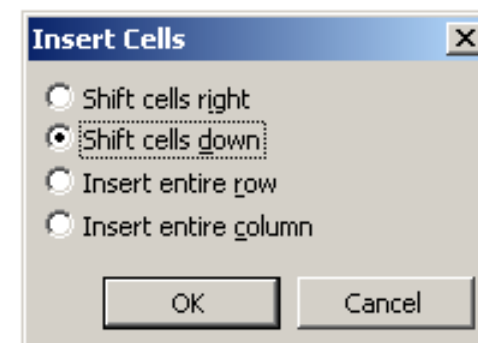 Insert Cells
Shift cells right
Shift cells down
Insert entire row
Insert entire column
OK Cancel